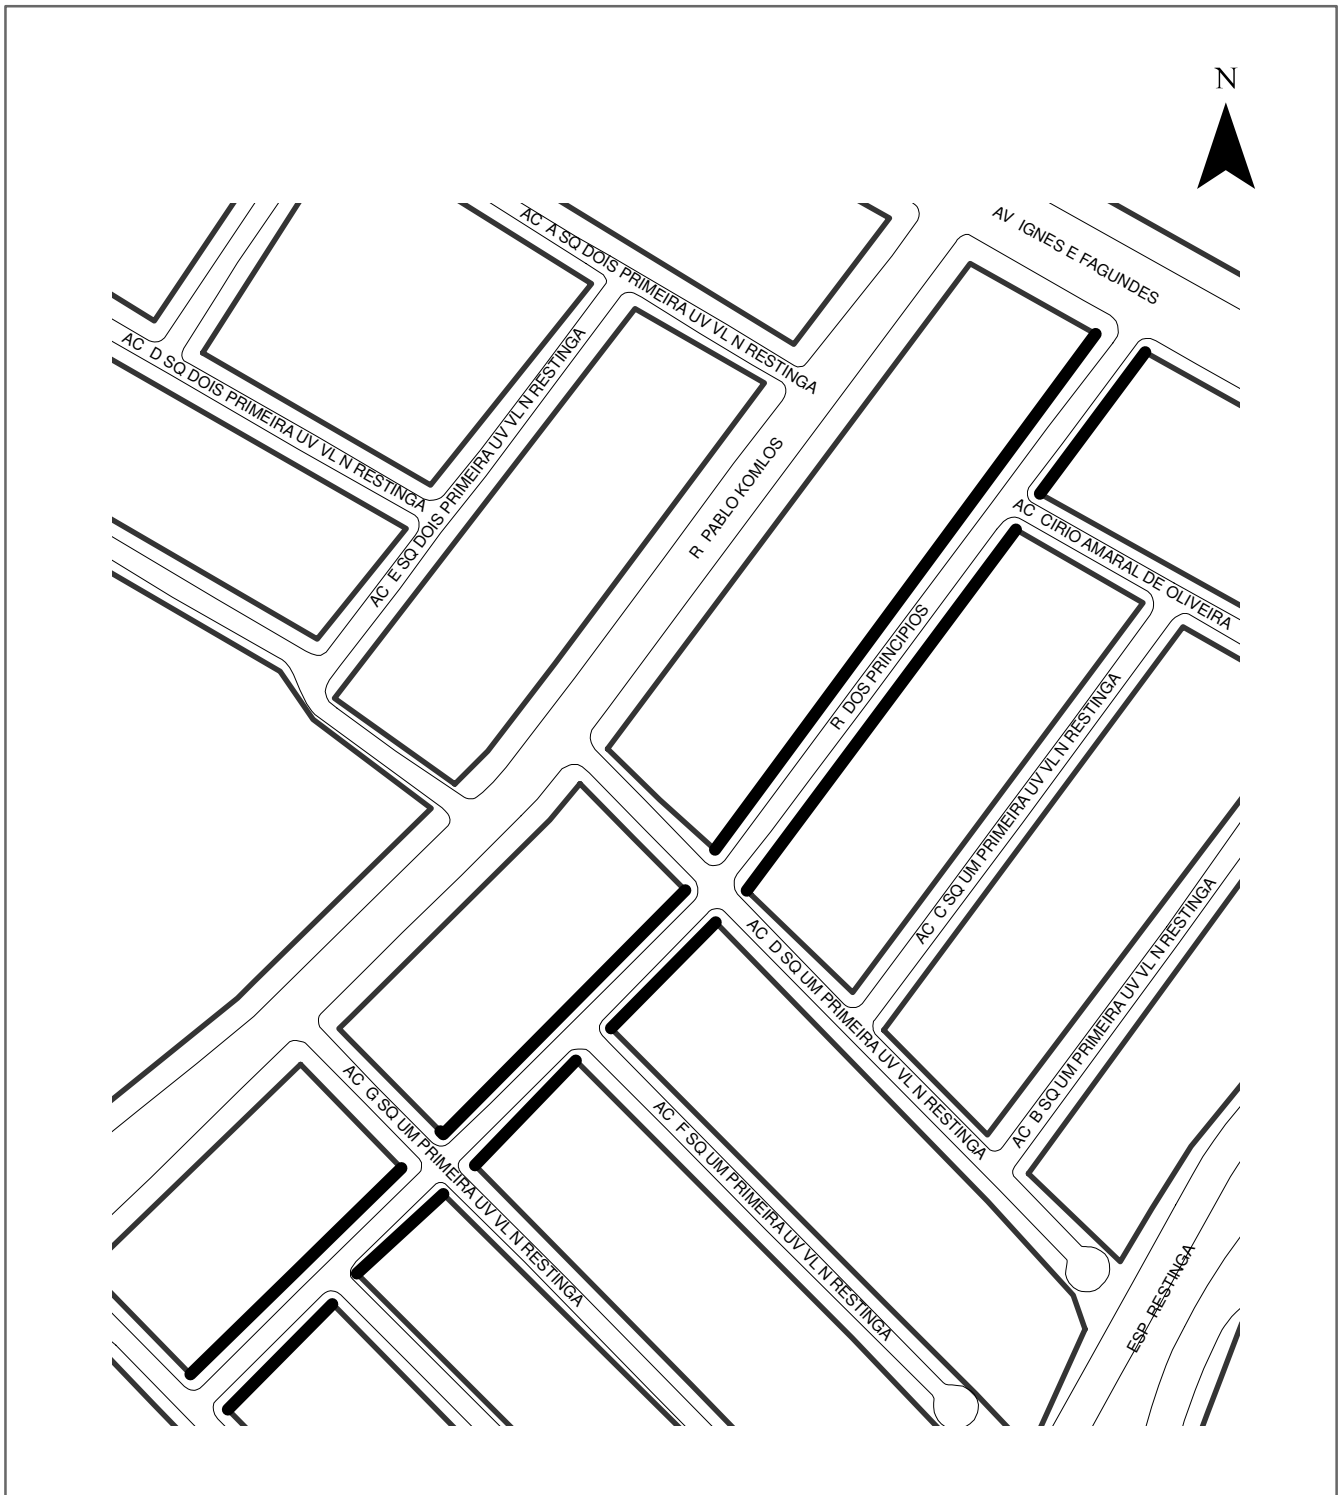 N
AV IGNES E FAGUNDES
AC A SQ DOIS PRIMEIRA UV VL N RESTINGA
AC D SQ DOIS PRIMEIRA UV VL N RESTINGA
AC E SQ DOIS PRIMEIRA UV VL N RESTINGA
R PABLO KOMLOS
AC CIRIO AMARAL DE OLIVEIRA
R DOS PRINCIPIOS
AC C SQ UM PRIMEIRA UV VL N RESTINGA
AC B SQ UM PRIMEIRA UV VL N RESTINGA
AC D SQ UM PRIMEIRA UV VL N RESTINGA
AC G SQ UM PRIMEIRA UV VL N RESTINGA
AC F SQ UM PRIMEIRA UV VL N RESTINGA
ESP RESTINGA